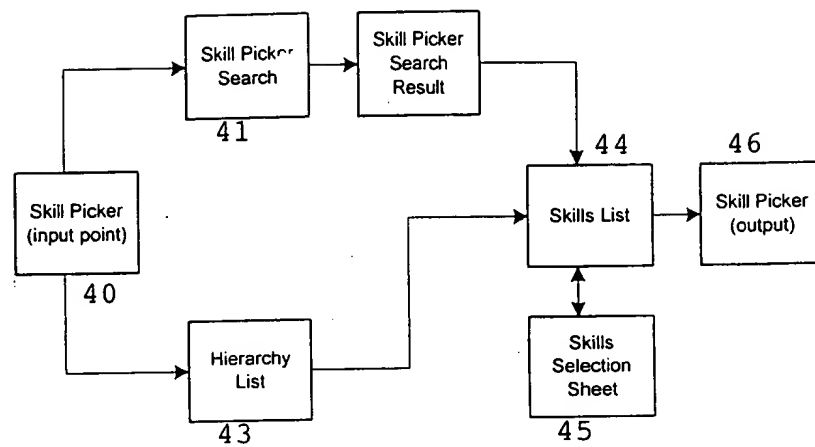 Skill Picker
Search
41
Skill Picker
Search
Result
Skill Picker
(input point)
40
Hierarchy
List
43
44
Skills List
46
Skill Picker
(output)
Skills
Selection
Sheet
45